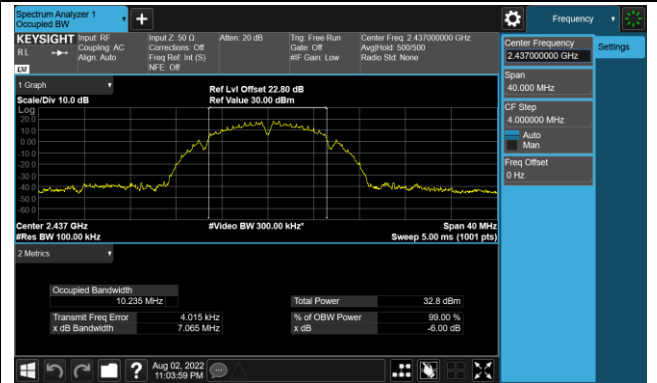 Spectrum Analyzer 1
Occupied BW
+
Frequency
KEYSIGHT
RL
LXI
Input: RF
Coupling: AC
Align: Auto
Input Z: 50 Ω
Corrections: Off
Freq Ref: Int (S)
NFE: Off
Atten: 20 dB
Trig: Free Run
Gate: Off
#IF Gain: Low
Center Freq: 2.437000000 GHz
Avg|Hold: 500/500
Radio Std: None
Center Frequency
2.437000000 GHz
Settings
Span
40.000 MHz
CF Step
4.000000 MHz
Auto
Man
Freq Offset
0 Hz
1 Graph
Scale/Div 10.0 dB
Ref Lvl Offset 22.80 dB
Ref Value 30.00 dBm
Log
20.0
10.0
0.00
-10.0
-20.0
-30.0
-40.0
-50.0
-60.0
Center 2.437 GHz
#Res BW 100.00 kHz
#Video BW 300.00 kHz*
Span 40 MHz
Sweep 5.00 ms (1001 pts)
2 Metrics
Occupied Bandwidth
10.235 MHz
Total Power 32.8 dBm
Transmit Freq Error 4.015 kHz
% of OBW Power 99.00 %
x dB Bandwidth 7.065 MHz
x dB -6.00 dB
?
Aug 02, 2022
11:03:59 PM